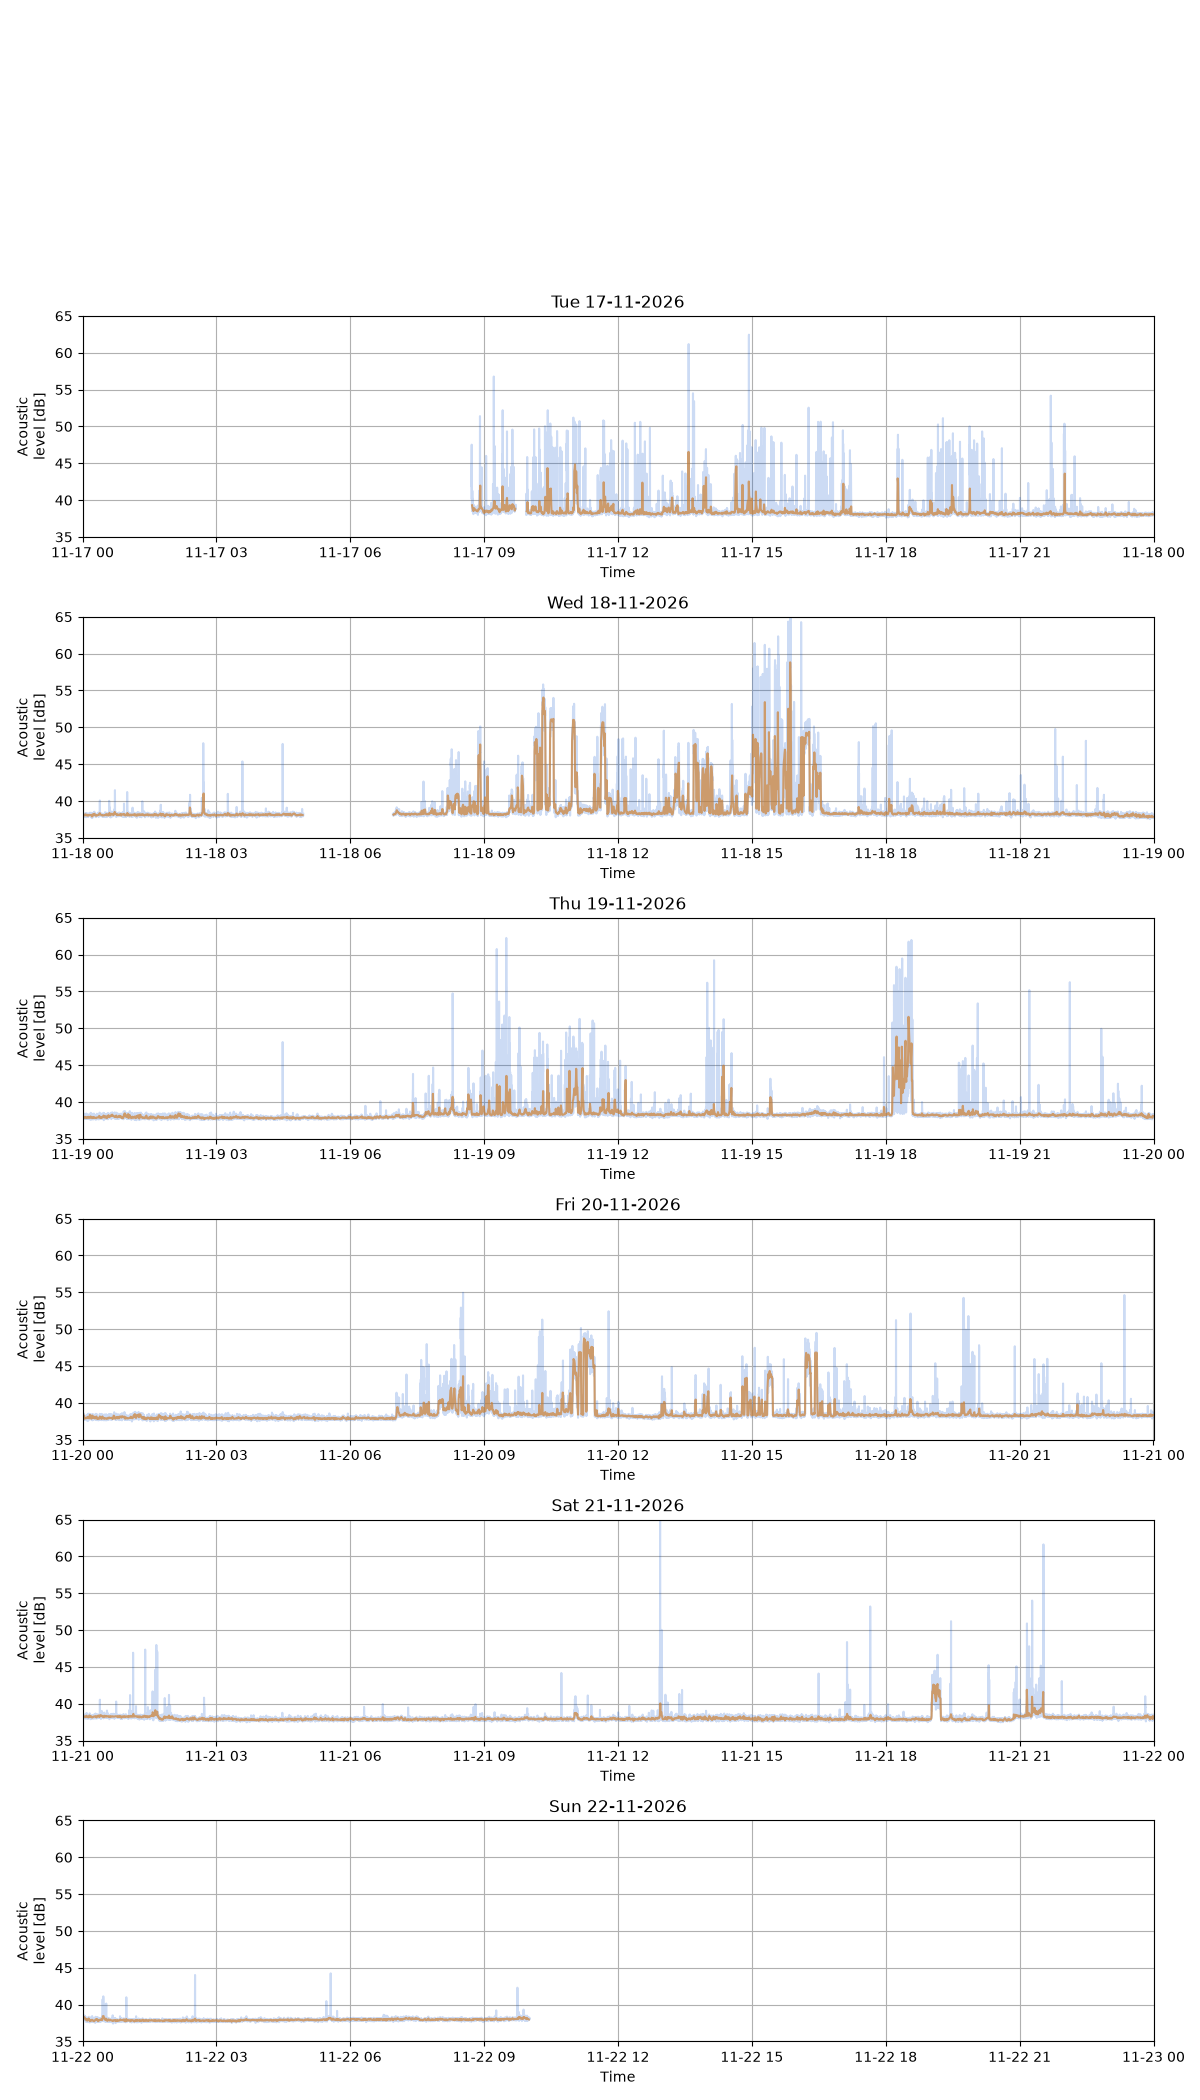 Tue 17-11-2026
65
60
55
50
45
40
35
Acoustic
level [dB]
11-17 00 11-17 03 11-17 06 11-17 09 11-17 12 11-17 15 11-17 18 11-17 21 11-18 00
Time
Wed 18-11-2026
65
60
55
50
45
40
35
Acoustic
level [dB]
11-18 00 11-18 03 11-18 06 11-18 09 11-18 12 11-18 15 11-18 18 11-18 21 11-19 00
Time
Thu 19-11-2026
65
60
55
50
45
40
35
Acoustic
level [dB]
11-19 00 11-19 03 11-19 06 11-19 09 11-19 12 11-19 15 11-19 18 11-19 21 11-20 00
Time
Fri 20-11-2026
65
60
55
50
45
40
35
Acoustic
level [dB]
11-20 00 11-20 03 11-20 06 11-20 09 11-20 12 11-20 15 11-20 18 11-20 21 11-21 00
Time
Sat 21-11-2026
65
60
55
50
45
40
35
Acoustic
level [dB]
11-21 00 11-21 03 11-21 06 11-21 09 11-21 12 11-21 15 11-21 18 11-21 21 11-22 00
Time
Sun 22-11-2026
65
60
55
50
45
40
35
Acoustic
level [dB]
11-22 00 11-22 03 11-22 06 11-22 09 11-22 12 11-22 15 11-22 18 11-22 21 11-23 00
Time